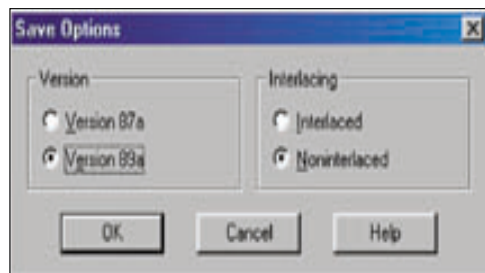 Save Options
Version
Version 87a
Version 89a
Interlacing
Interlaced
Noninterlaced
OK
Cancel
Help